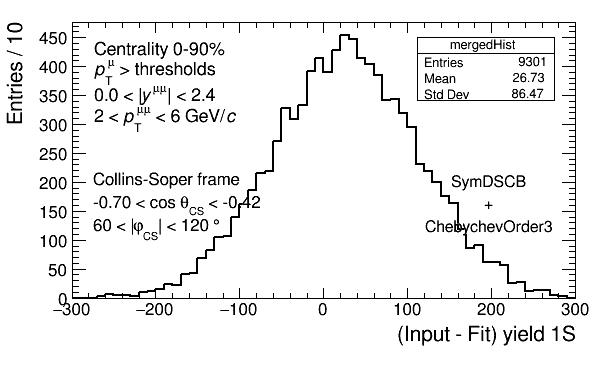 Entries / 10
450
400
350
300
250
200
150
100
50
0
Centrality 0-90%
p_T^μ > thresholds
0.0 < |y^μμ| < 2.4
2 < p_T^μμ < 6 GeV/c
Collins-Soper frame
-0.70 < cos θ_CS < -0.42
60 < |φ_CS| < 120 °
mergedHist
Entries 9301
Mean 26.73
Std Dev 86.47
SymDSCB
+
ChebychevOrder3
−300 −200 −100 0 100 200 300
(Input - Fit) yield 1S